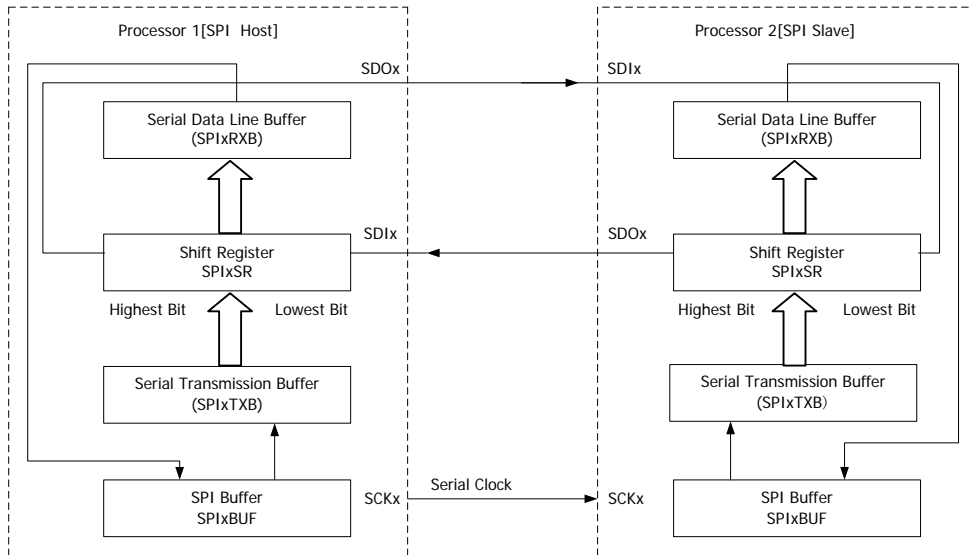 Processor 1[SPI Host]
Processor 2[SPI Slave]
SDOx
SDIx
Serial Data Line Buffer
(SPIxRXB)
Serial Data Line Buffer
(SPIxRXB)
SDIx
SDOx
Shift Register
SPIxSR
Shift Register
SPIxSR
Highest Bit
Lowest Bit
Highest Bit
Lowest Bit
Serial Transmission Buffer
(SPIxTXB)
Serial Transmission Buffer
(SPIxTXB)
SPI Buffer
SPIxBUF
SCKx
Serial Clock
SCKx
SPI Buffer
SPIxBUF